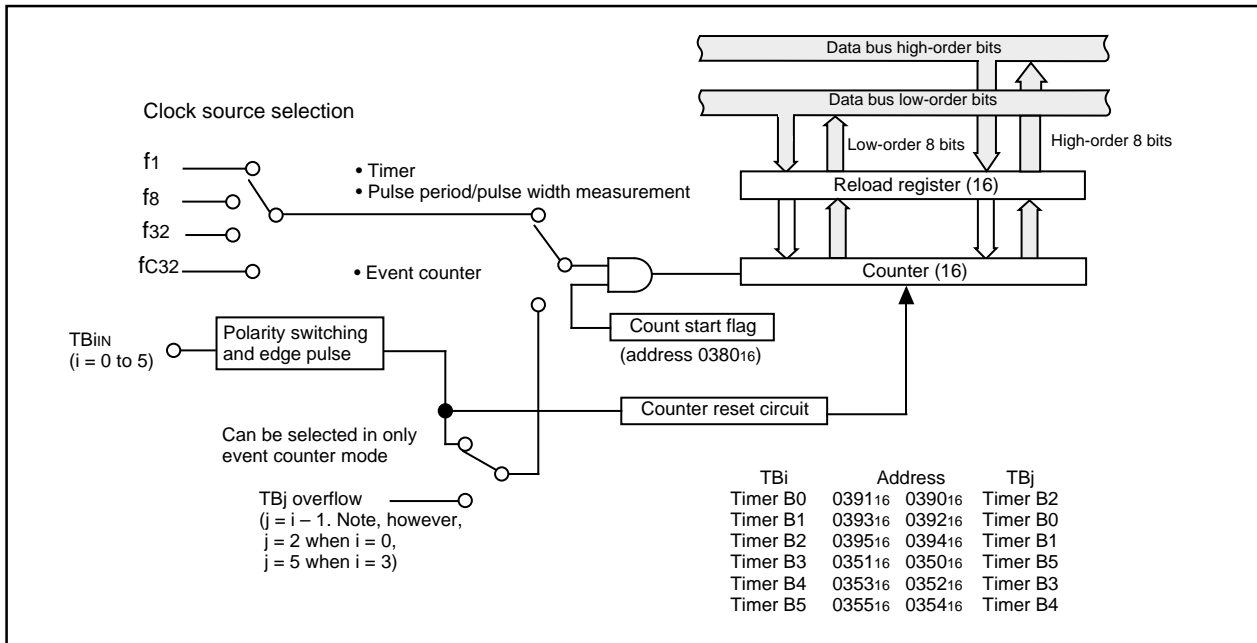 Data bus high-order bits
Data bus low-order bits
Clock source selection
Low-order 8 bits
High-order 8 bits
f1
f8
f32
fC32
• Timer
• Pulse period/pulse width measurement
Reload register (16)
• Event counter
Counter (16)
Count start flag
(address 038016)
TBiIN
(i = 0 to 5)
Polarity switching
and edge pulse
Counter reset circuit
Can be selected in only
event counter mode
TBj overflow
(j = i – 1. Note, however,
j = 2 when i = 0,
j = 5 when i = 3)
TBi Address TBj
Timer B0 039116 039016 Timer B2
Timer B1 039316 039216 Timer B0
Timer B2 039516 039416 Timer B1
Timer B3 035116 035016 Timer B5
Timer B4 035316 035216 Timer B3
Timer B5 035516 035416 Timer B4